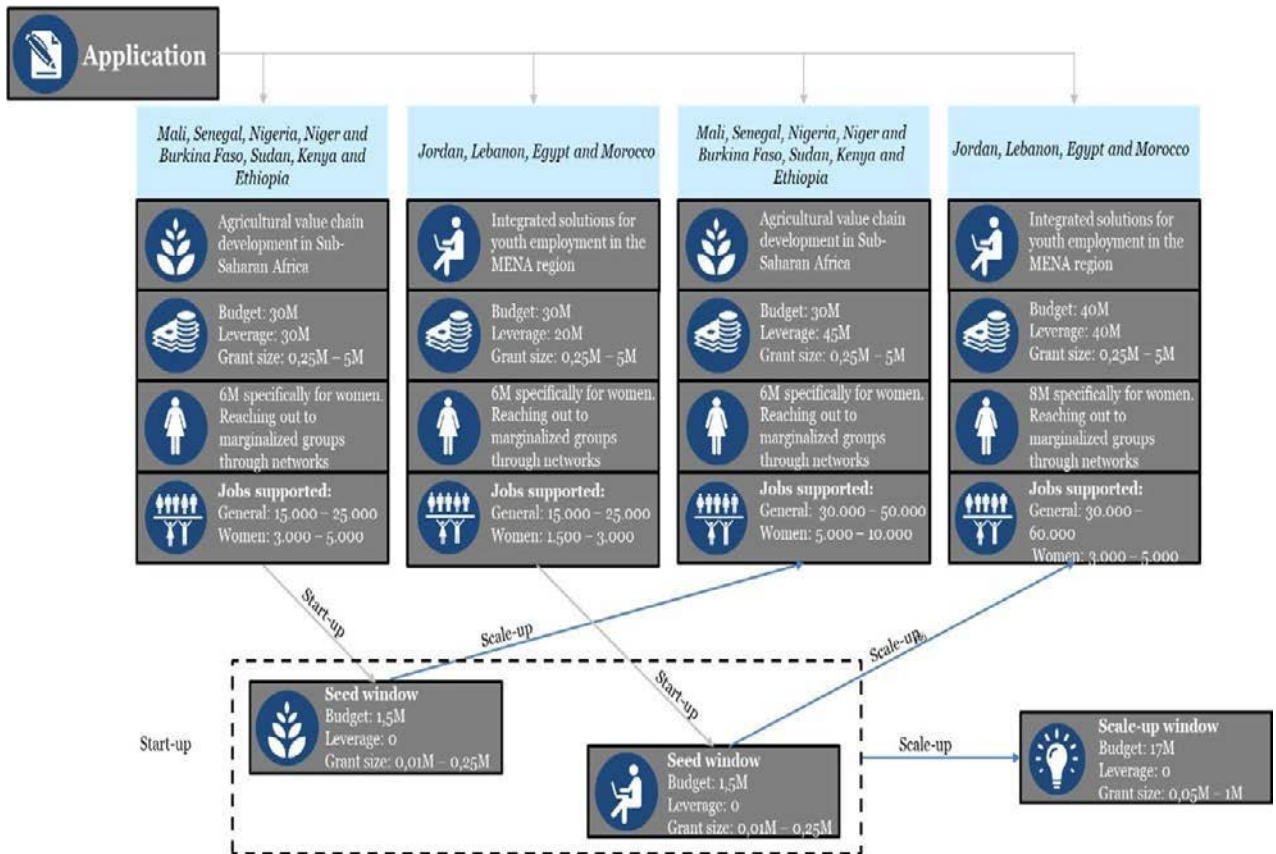 Application
Mali, Senegal, Nigeria, Niger and
Burkina Faso, Sudan, Kenya and
Ethiopia
Agricultural value chain
development in Sub-
Saharan Africa
Budget: 30M
Leverage: 30M
Grant size: 0,25M – 5M
6M specifically for women.
Reaching out to
marginalized groups
through networks
Jobs supported:
General: 15.000 – 25.000
Women: 3.000 – 5.000
Jordan, Lebanon, Egypt and Morocco
Integrated solutions for
youth employment in the
MENA region
Budget: 30M
Leverage: 20M
Grant size: 0,25M – 5M
6M specifically for women.
Reaching out to
marginalized groups
through networks
Jobs supported:
General: 15.000 – 25.000
Women: 1.500 – 3.000
Mali, Senegal, Nigeria, Niger and
Burkina Faso, Sudan, Kenya and
Ethiopia
Agricultural value chain
development in Sub-
Saharan Africa
Budget: 30M
Leverage: 45M
Grant size: 0,25M – 5M
6M specifically for women.
Reaching out to
marginalized groups
through networks
Jobs supported:
General: 30.000 – 50.000
Women: 5.000 – 10.000
Jordan, Lebanon, Egypt and Morocco
Integrated solutions for
youth employment in the
MENA region
Budget: 40M
Leverage: 40M
Grant size: 0,25M – 5M
8M specifically for women.
Reaching out to
marginalized groups
through networks
Jobs supported:
General: 30.000 –
60.000
Women: 3.000 – 5.000
Start-up
Scale-up
Start-up
Scale-up
Start-up
Seed window
Budget: 1,5M
Leverage: 0
Grant size: 0,01M – 0,25M
Seed window
Budget: 1,5M
Leverage: 0
Grant size: 0,01M – 0,25M
Scale-up
Scale-up window
Budget: 17M
Leverage: 0
Grant size: 0,05M – 1M